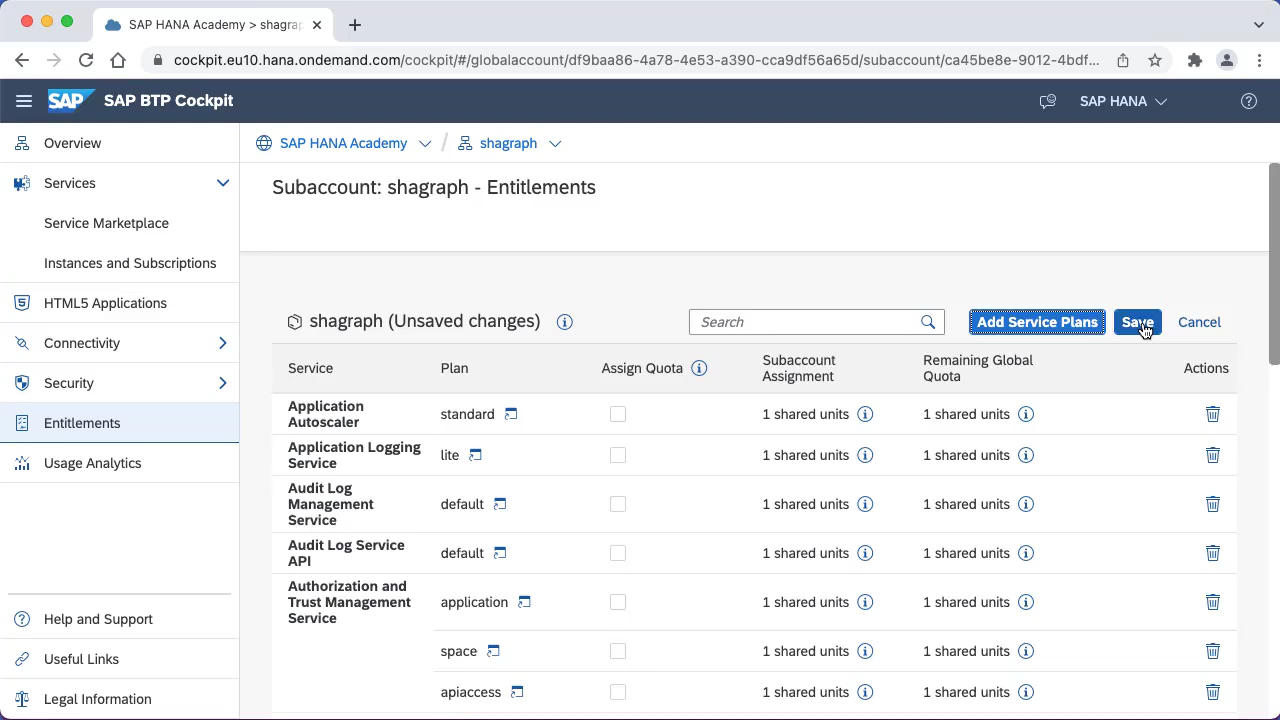 SAP HANA Academy > shagra
cockpit.eu10.hana.ondemand.com/cockpit/#/globalaccount/df9baa86-4a78-4e53-a390-cca9df56a65d/subaccount/ca45be8e-9012-4bdf...
SAP SAP BTP Cockpit
SAP HANA
Overview
Services
Service Marketplace
Instances and Subscriptions
HTML5 Applications
Connectivity
Security
Entitlements
Usage Analytics
Help and Support
Useful Links
Legal Information
SAP HANA Academy / shagraph
Subaccount: shagraph - Entitlements
shagraph (Unsaved changes)
Search
Add Service Plans
Save
Cancel
Service
Plan
Assign Quota
Subaccount
Assignment
Remaining Global
Quota
Actions
Application
Autoscaler
standard
1 shared units
1 shared units
Application Logging
Service
lite
1 shared units
1 shared units
Audit Log
Management
Service
default
1 shared units
1 shared units
Audit Log Service
API
default
1 shared units
1 shared units
Authorization and
Trust Management
Service
application
1 shared units
1 shared units
space
1 shared units
1 shared units
apiaccess
1 shared units
1 shared units